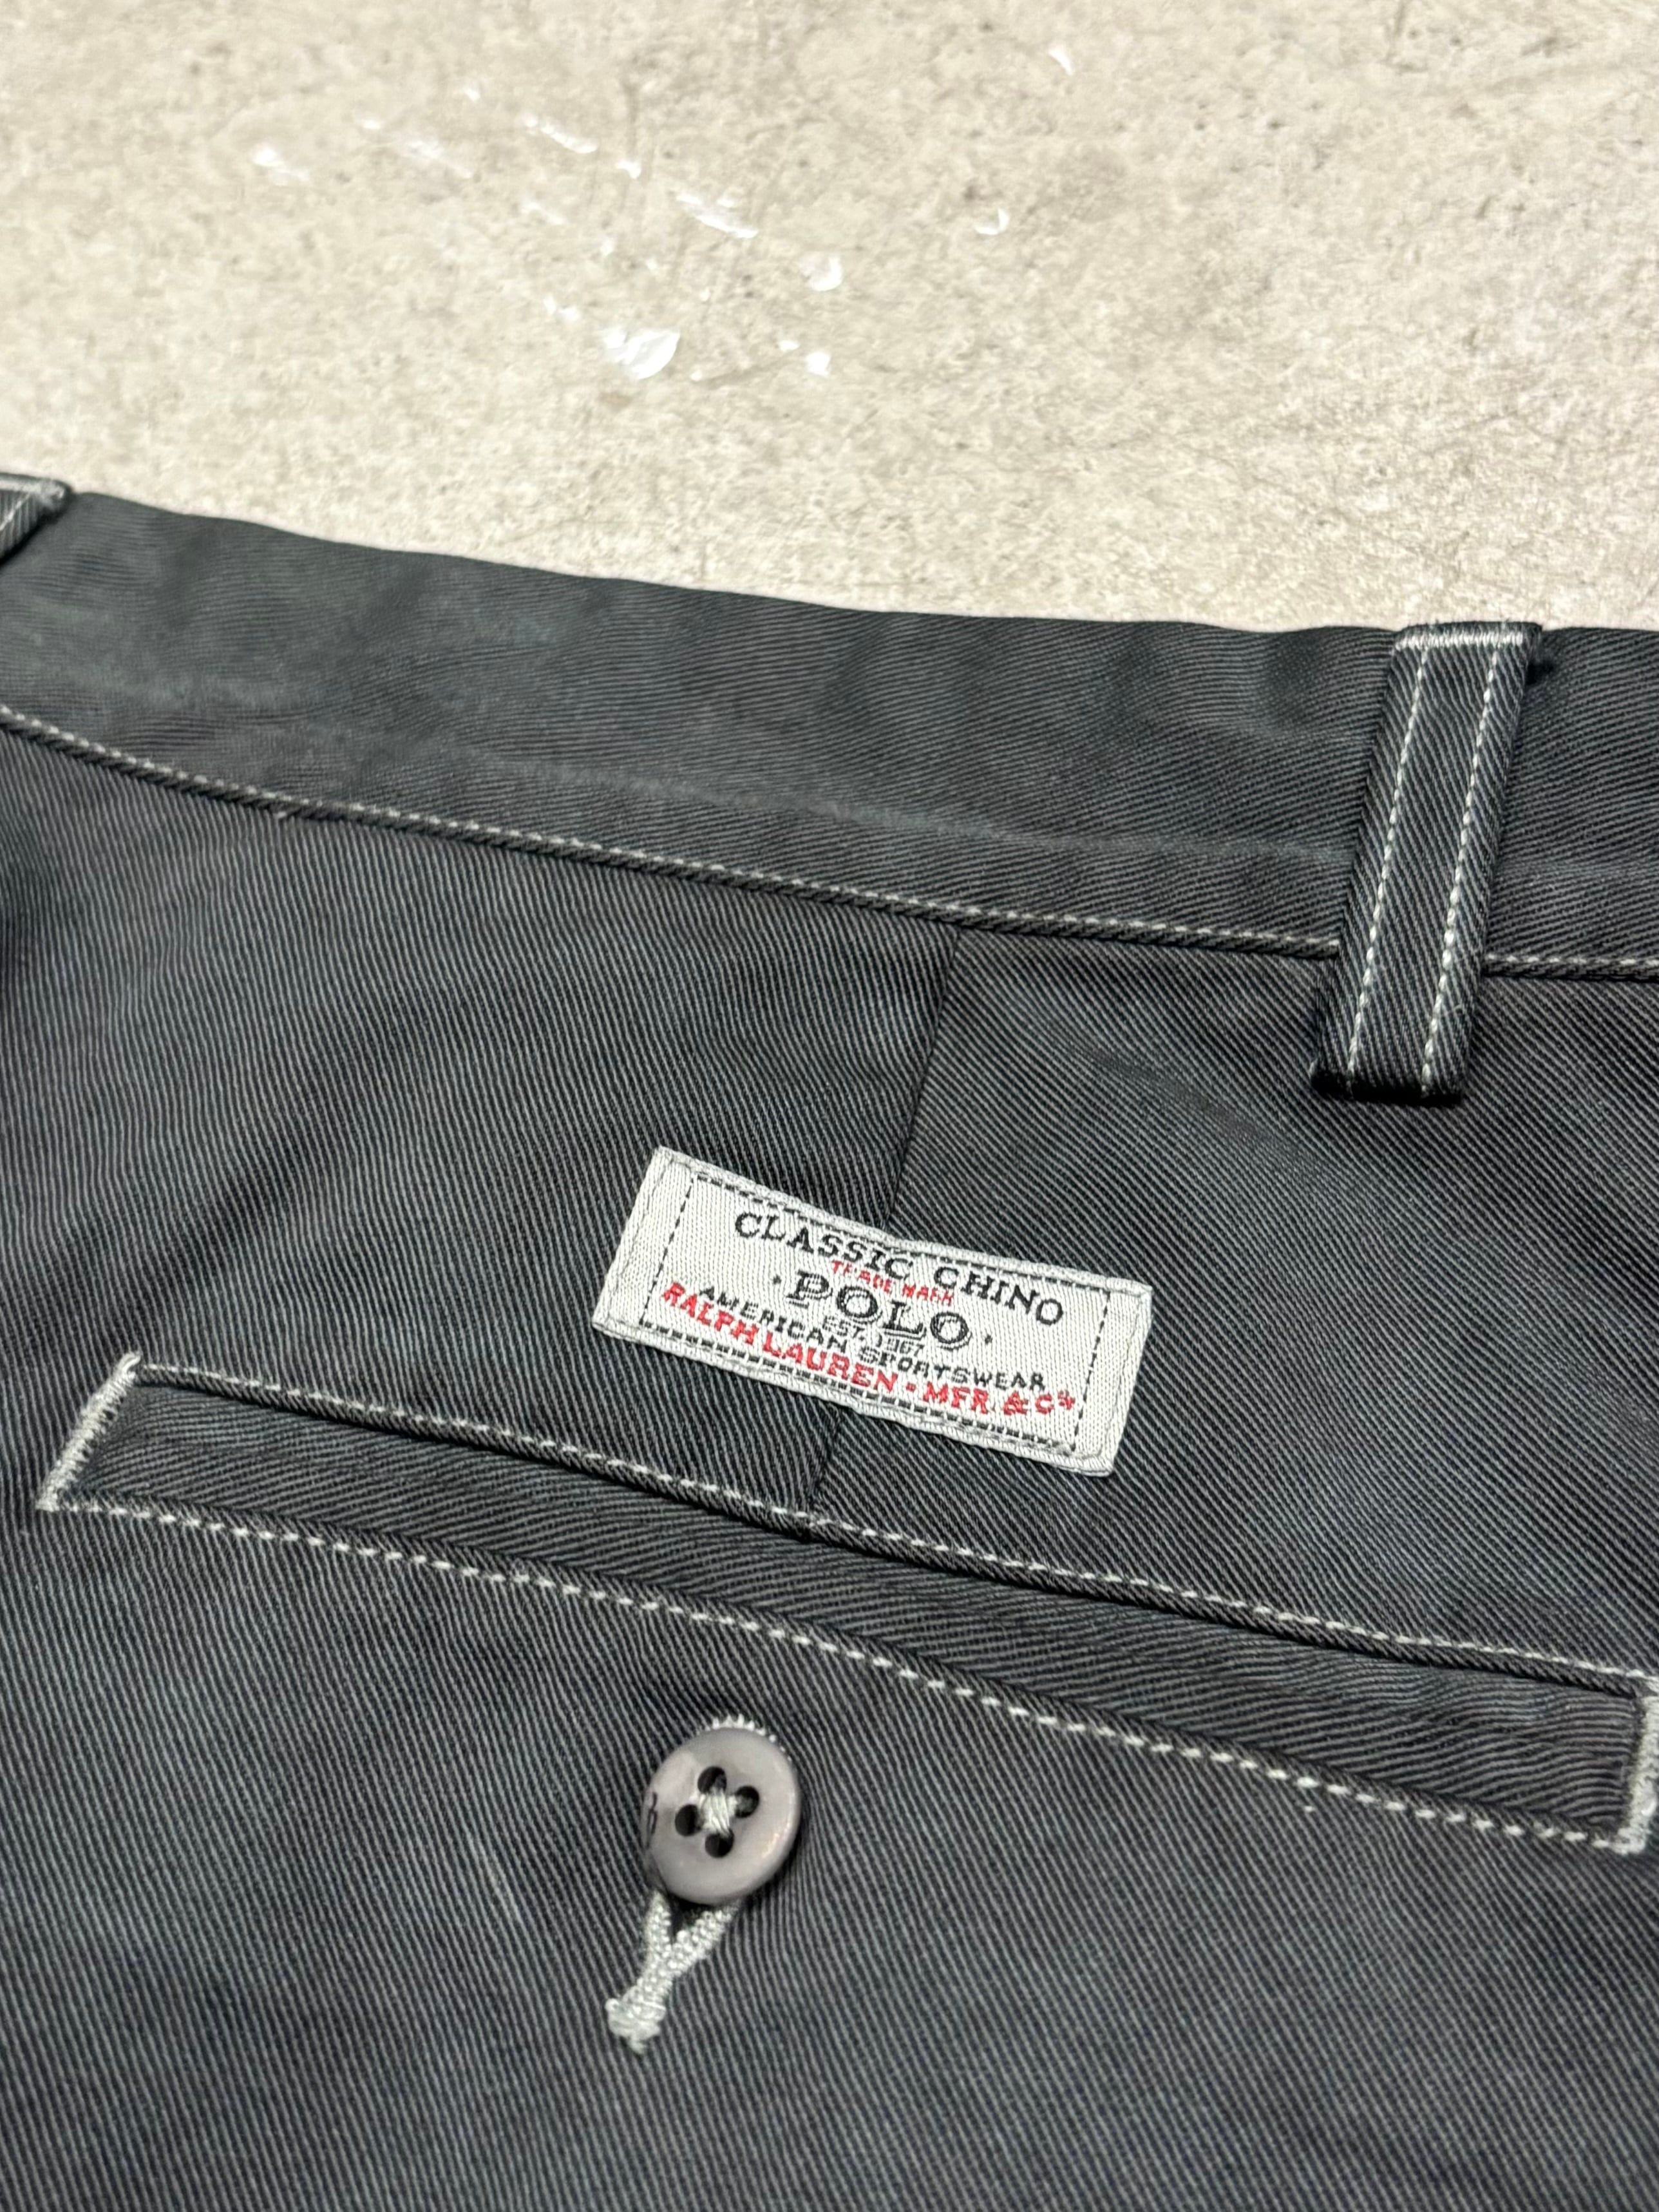 CLASSIC CHINO
TRADE MARK
· POLO ·
EST. 1967
AMERICAN SPORTSWEAR
RALPH LAUREN · MFR & Cº